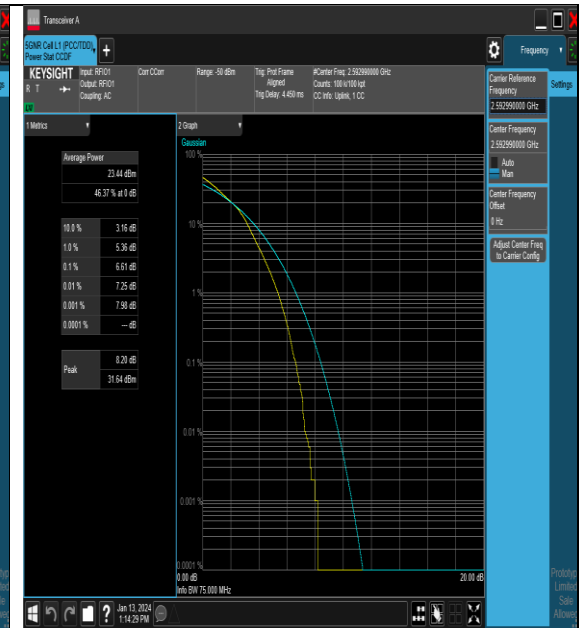 Transceiver A
5GNR Cell L1 (PCC/TDD),
Power Stat CCDF
+
Frequency
KEYSIGHT
R T
LXI
Input: RFIO1
Output: RFIO1
Coupling: AC
Corr CCorr
Range: -50 dBm
Trig: Prot Frame
Aligned
Trig Delay: 4.450 ms
#Center Freq: 2.592990000 GHz
Counts: 100 k/100 kpt
CC Info: Uplink, 1 CC
Carrier Reference
Frequency
2.592990000 GHz
Settings
Center Frequency
2.592990000 GHz
Auto
Man
Center Frequency
Offset
0 Hz
Adjust Center Freq
to Carrier Config
1 Metrics
Average Power
23.44 dBm
46.37 % at 0 dB
10.0 % 3.16 dB
1.0 % 5.36 dB
0.1 % 6.61 dB
0.01 % 7.25 dB
0.001 % 7.98 dB
0.0001 % --- dB
Peak
8.20 dB
31.64 dBm
2 Graph
Gaussian
100 %
10 %
1 %
0.1 %
0.01 %
0.001 %
0.0001 %
0.00 dB
20.00 dB
Info BW 75.000 MHz
?
Jan 13, 2024
1:14:29 PM
Limited
Sale